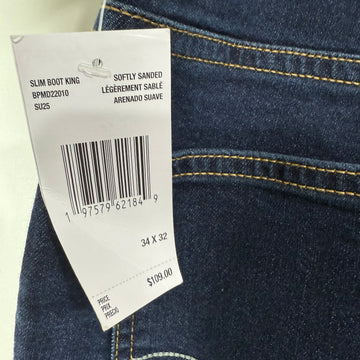 SLIM BOOT KING
BPMD22010
SU25
SOFTLY SANDED
LÉGÈREMENT SABLÉ
ARENADO SUAVE
1 97579 62184 9
34 X 32
PRICE
PRIX
PRECIO
$109.00